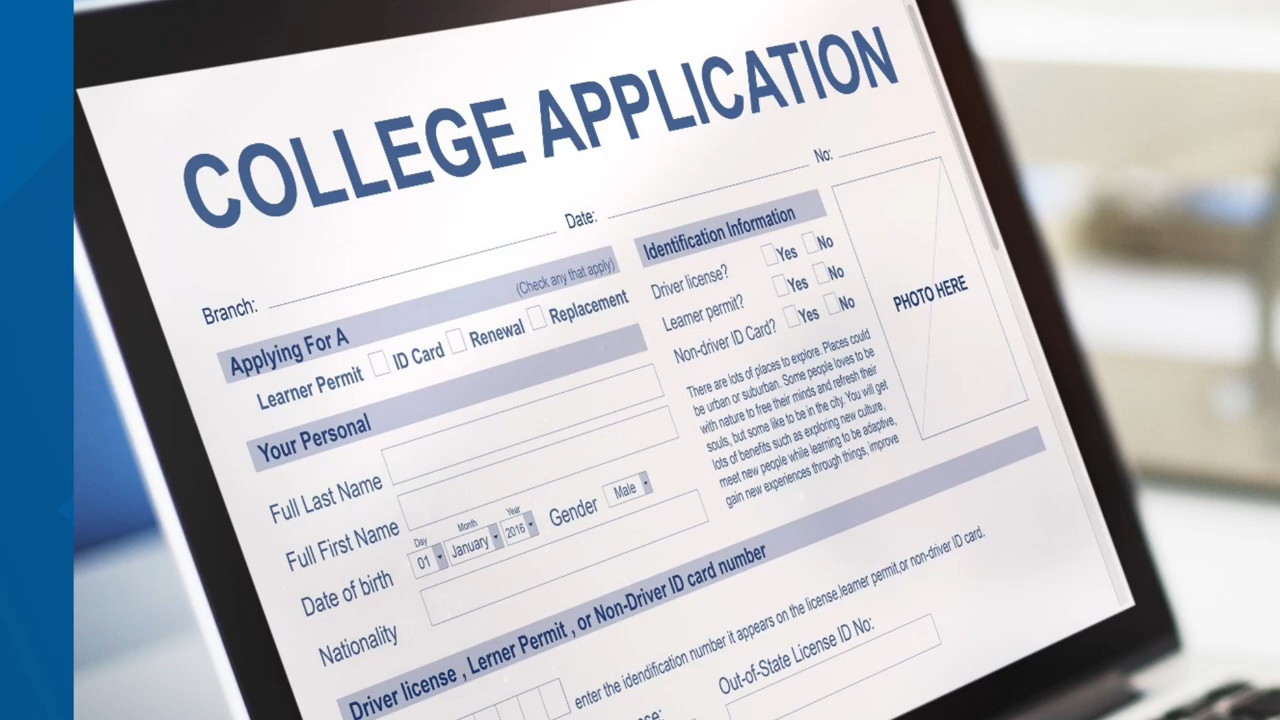 COLLEGE APPLICATION
Branch: Date: No:
Applying For A (Check any that apply)
Learner Permit ID Card Renewal Replacement
Your Personal
Full Last Name
Full First Name
Day Month Year
Date of birth 01 January 2016 Gender Male
Nationality
Identification Information
Driver license? Yes No
Learner permit? Yes No
Non-driver ID Card? Yes No
There are lots of places to explore. Places could
be urban or suburban. Some people loves to be
with nature to free their minds and refresh their
souls, but some like to be in the city. You will get
lots of benefits such as exploring new culture,
meet new people while learning to be adaptive,
gain new experiences through things, improve
PHOTO HERE
Driver license , Lerner Permit , or Non-Driver ID card number
enter the idendification number it appears on the license.learner permit,or non-driver ID card.
Out-of-State License ID No: